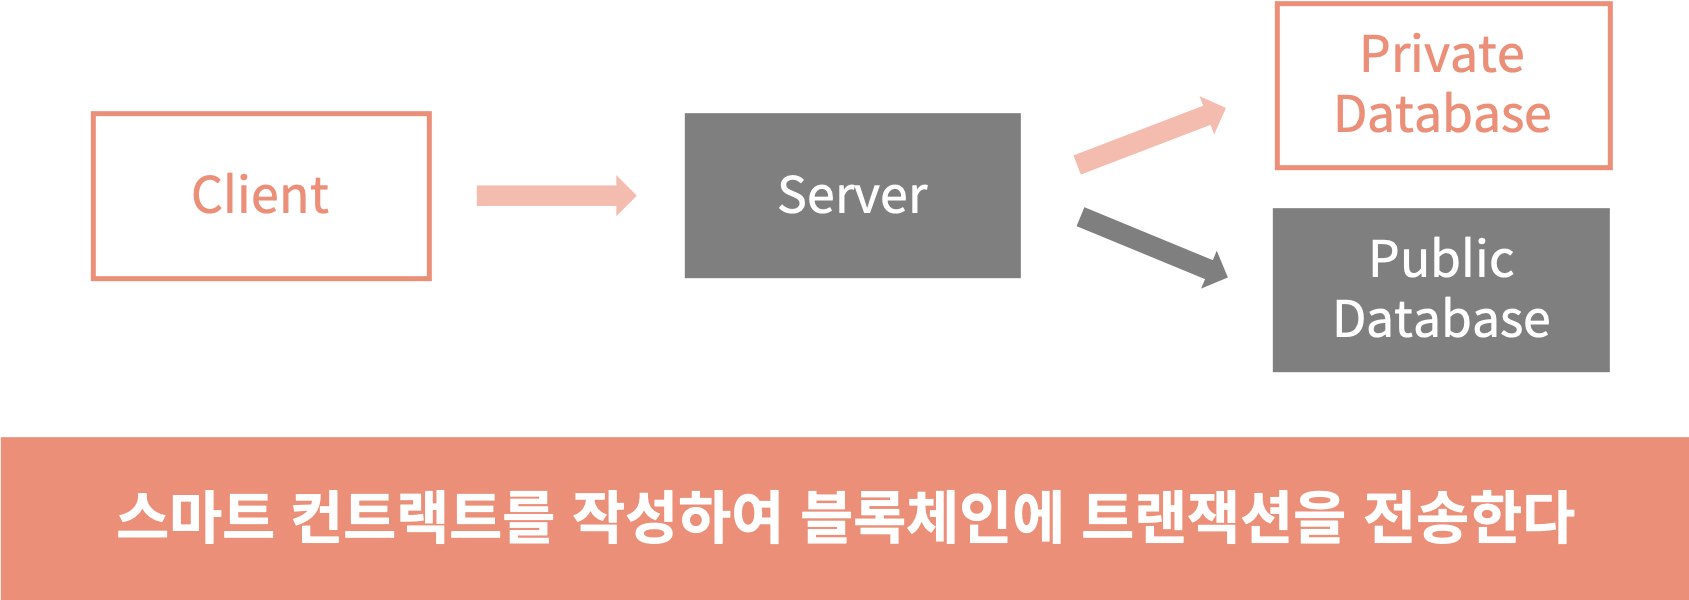 Client
Server
Private
Database
Public
Database
스마트 컨트랙트를 작성하여 블록체인에 트랜잭션을 전송한다